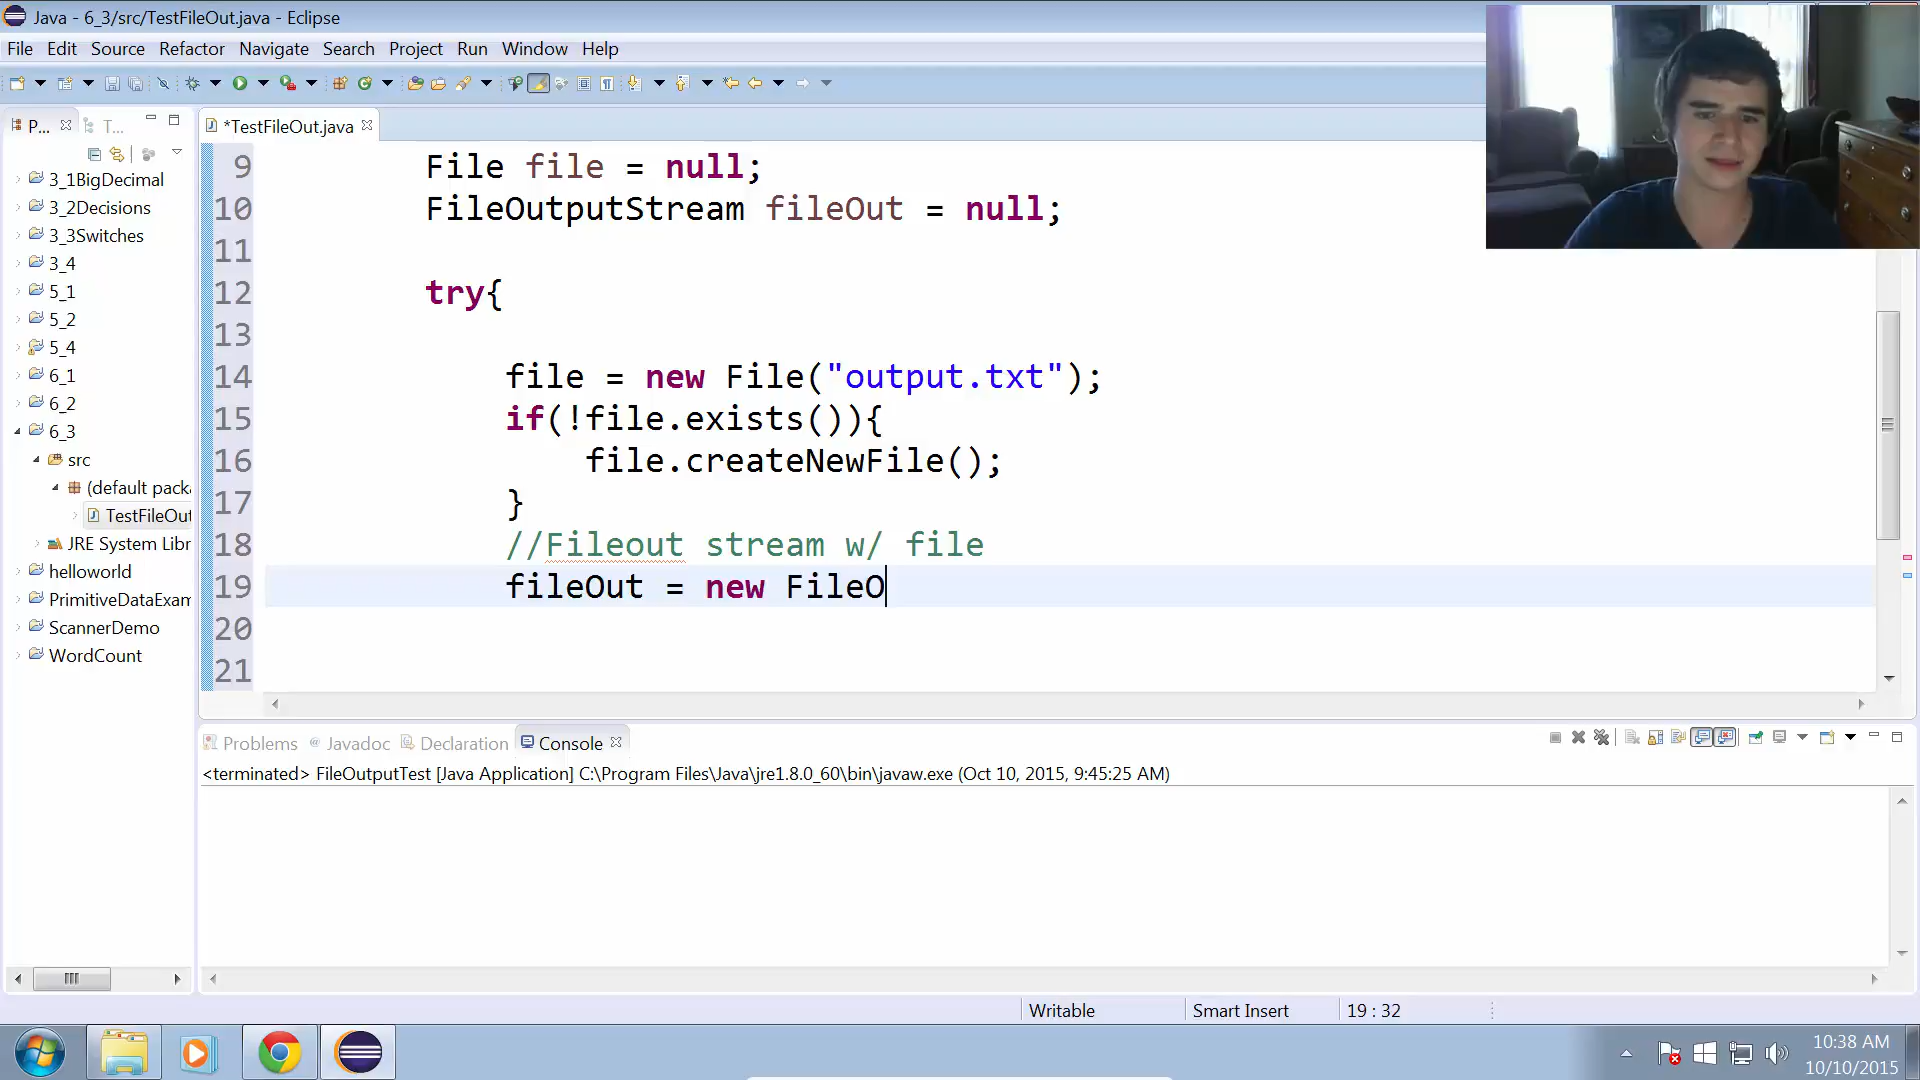 Java - 6_3/src/TestFileOut.java - Eclipse
File Edit Source Refactor Navigate Search Project Run Window Help
P... T...
*TestFileOut.java
3_1BigDecimal
3_2Decisions
3_3Switches
3_4
5_1
5_2
5_4
6_1
6_2
6_3
src
(default pack
TestFileOut
JRE System Libr
helloworld
PrimitiveDataExam
ScannerDemo
WordCount
9 File file = null;
10 FileOutputStream fileOut = null;
11
12 try{
13
14 file = new File("output.txt");
15 if(!file.exists()){
16 file.createNewFile();
17 }
18 //Fileout stream w/ file
19 fileOut = new FileO
20
21
Problems @ Javadoc Declaration Console
<terminated> FileOutputTest [Java Application] C:\Program Files\Java\jre1.8.0_60\bin\javaw.exe (Oct 10, 2015, 9:45:25 AM)
Writable Smart Insert 19 : 32
10:38 AM
10/10/2015